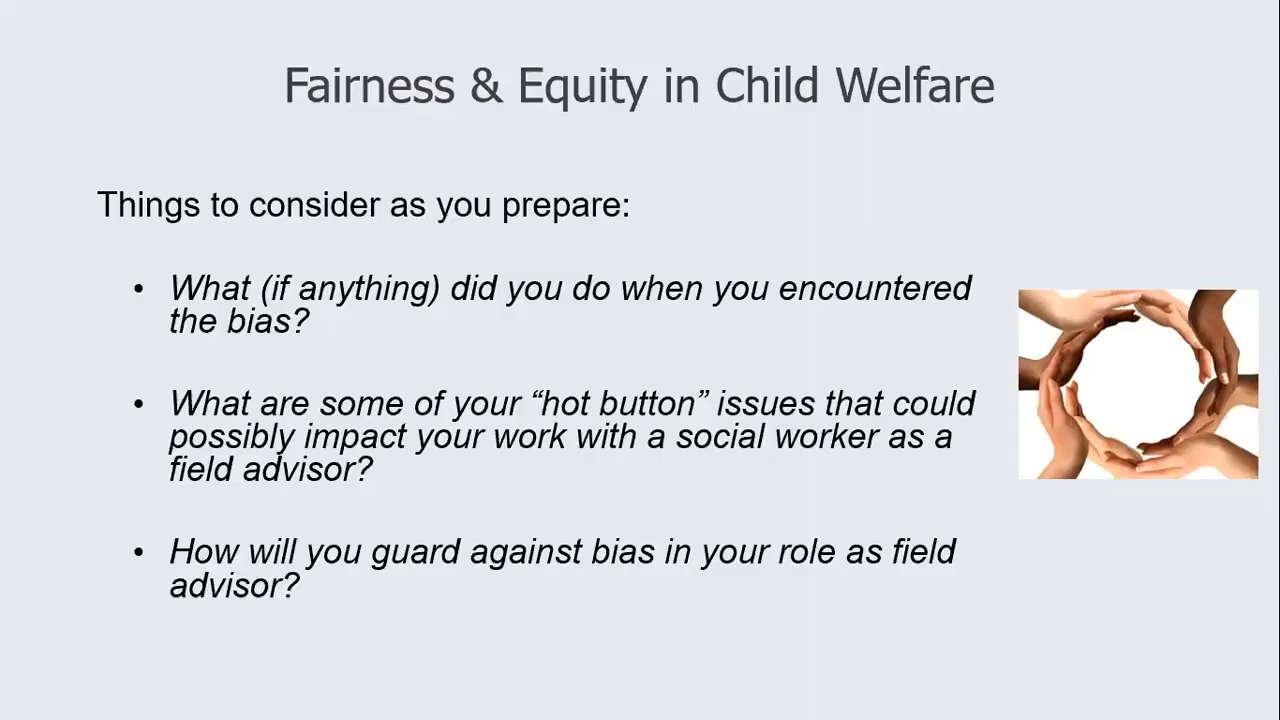 Fairness & Equity in Child Welfare
Things to consider as you prepare:
• What (if anything) did you do when you encountered
the bias?
• What are some of your “hot button” issues that could
possibly impact your work with a social worker as a
field advisor?
• How will you guard against bias in your role as field
advisor?